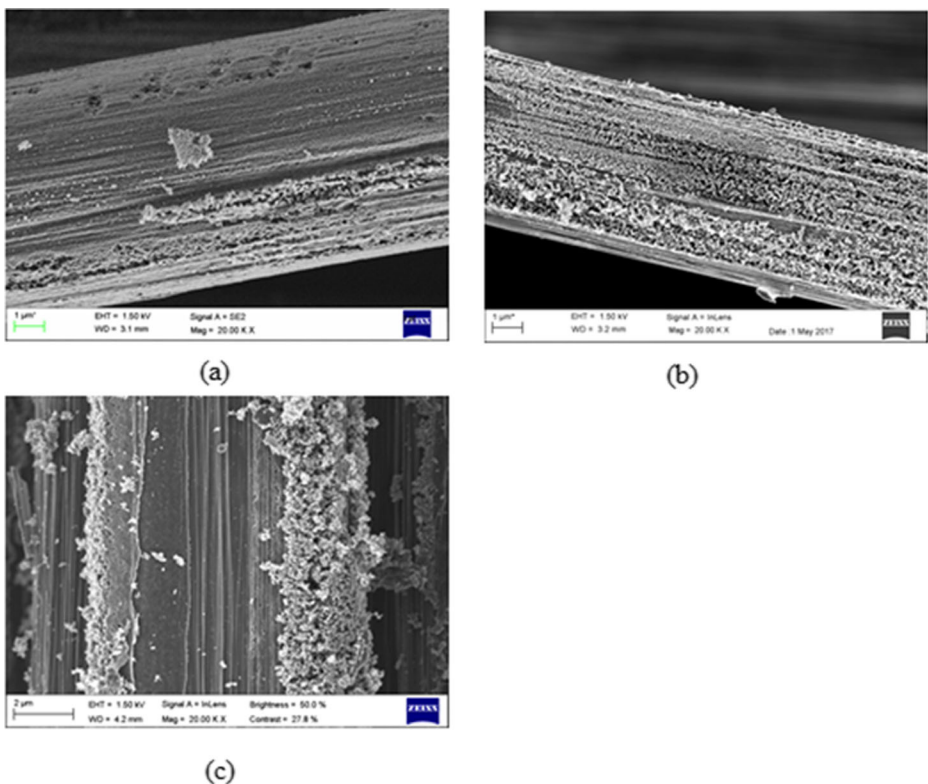 1 µm*
EHT = 1.50 kV
Signal A = SE2
WD = 3.1 mm
Mag = 20.00 K X
ZEISS
(a)
1 µm*
EHT = 1.50 kV
Signal A = InLens
WD = 3.2 mm
Mag = 20.00 K X
Date :1 May 2017
ZEISS
(b)
2 µm
EHT = 1.50 kV
Signal A = InLens
Brightness = 50.0 %
WD = 4.2 mm
Mag = 20.00 K X
Contrast = 27.8 %
ZEISS
(c)